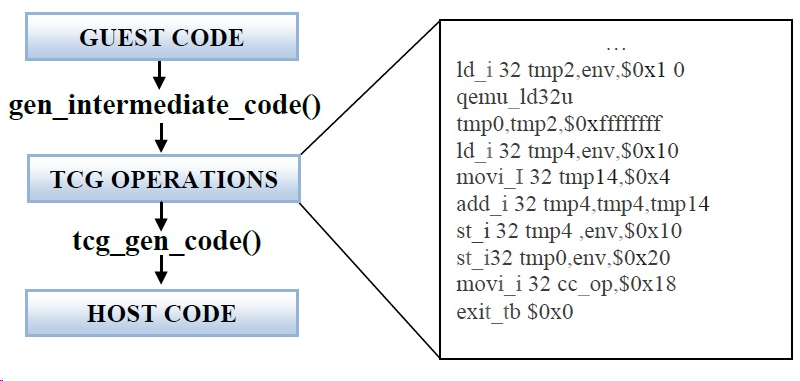 GUEST CODE
gen_intermediate_code()
TCG OPERATIONS
tcg_gen_code()
HOST CODE
...
ld_i 32 tmp2,env,$0x1 0
qemu_ld32u
tmp0,tmp2,$0xffffffff
ld_i 32 tmp4,env,$0x10
movi_I 32 tmp14,$0x4
add_i 32 tmp4,tmp4,tmp14
st_i 32 tmp4 ,env,$0x10
st_i32 tmp0,env,$0x20
movi_i 32 cc_op,$0x18
exit_tb $0x0